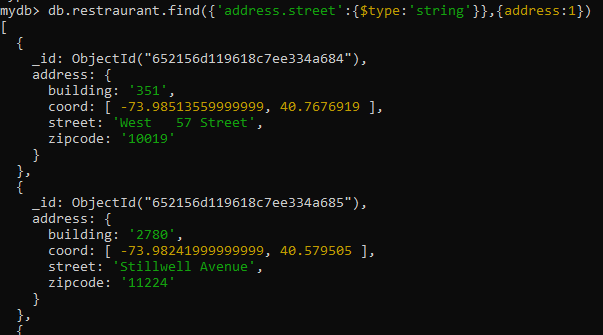 mydb> db.restraurant.find({'address.street':{$type:'string'}},{address:1})
[
  {
    _id: ObjectId("652156d119618c7ee334a684"),
    address: {
      building: '351',
      coord: [ -73.98513559999999, 40.7676919 ],
      street: 'West   57 Street',
      zipcode: '10019'
    }
  },
  {
    _id: ObjectId("652156d119618c7ee334a685"),
    address: {
      building: '2780',
      coord: [ -73.98241999999999, 40.579505 ],
      street: 'Stillwell Avenue',
      zipcode: '11224'
    }
  },
  {